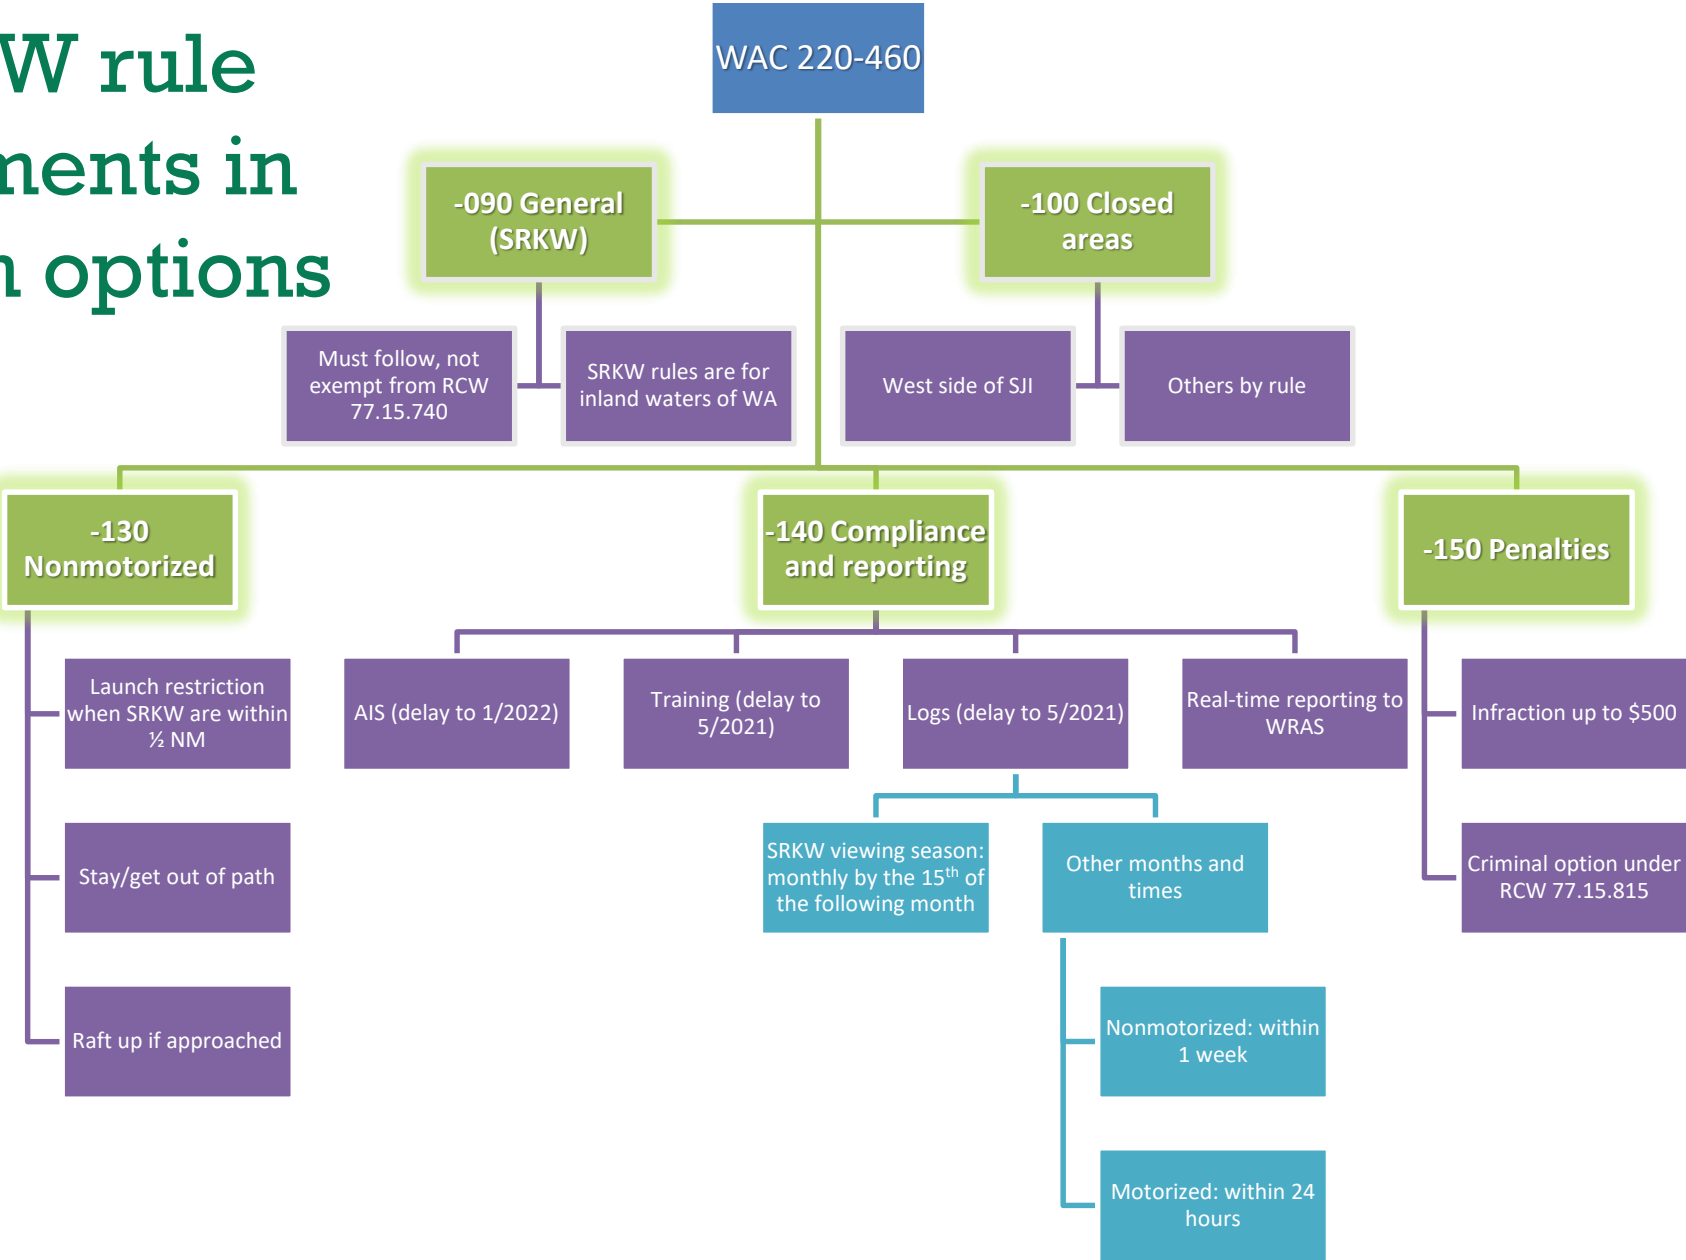 W rule
ments in
n options
WAC 220-460
-090 General
(SRKW)
-100 Closed
areas
Must follow, not
exempt from RCW
77.15.740
SRKW rules are for
inland waters of WA
West side of SJI
Others by rule
-130
Nonmotorized
-140 Compliance
and reporting
-150 Penalties
Launch restriction
when SRKW are within
½ NM
Stay/get out of path
Raft up if approached
AIS (delay to 1/2022)
Training (delay to
5/2021)
Logs (delay to 5/2021)
Real-time reporting to
WRAS
SRKW viewing season:
monthly by the 15th of
the following month
Other months and
times
Nonmotorized: within
1 week
Motorized: within 24
hours
Infraction up to $500
Criminal option under
RCW 77.15.815